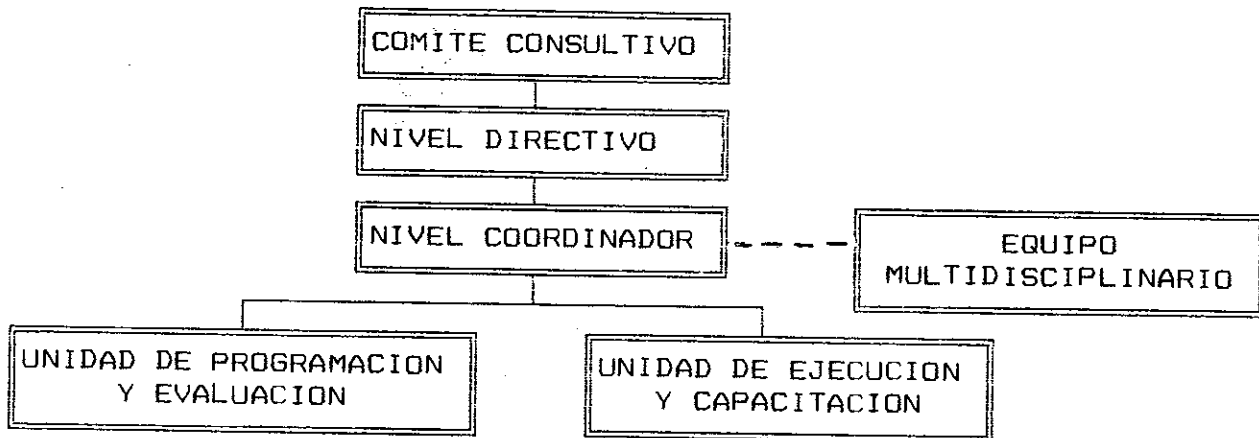 COMITE CONSULTIVO
NIVEL DIRECTIVO
NIVEL COORDINADOR
EQUIPO
MULTIDISCIPLINARIO
UNIDAD DE PROGRAMACION
Y EVALUACION
UNIDAD DE EJECUCION
Y CAPACITACION